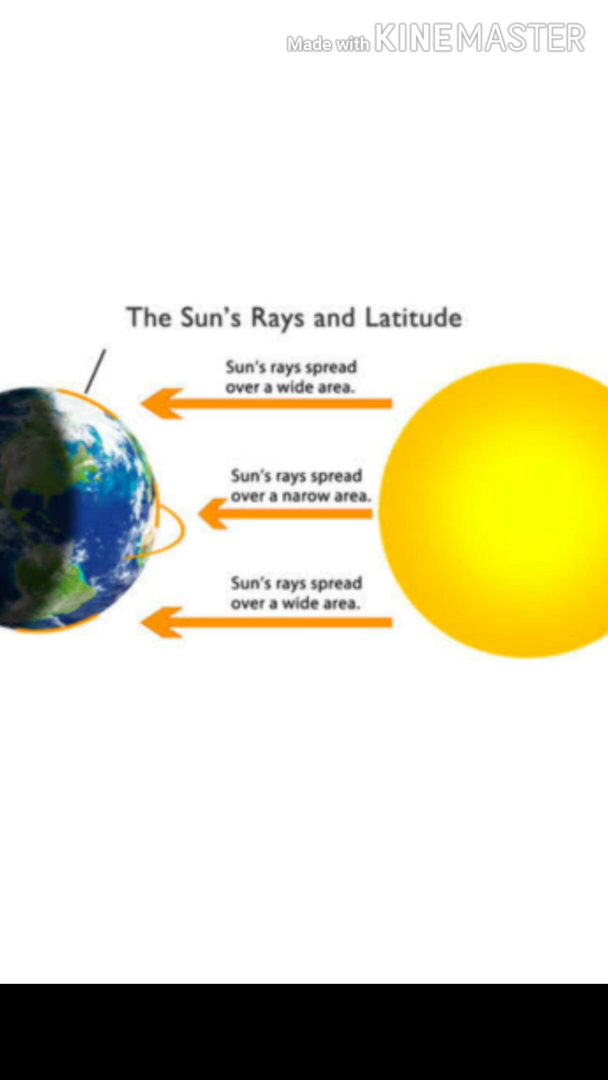 Made with KINEMASTER
The Sun's Rays and Latitude
Sun's rays spread
over a wide area.
Sun's rays spread
over a narow area.
Sun's rays spread
over a wide area.